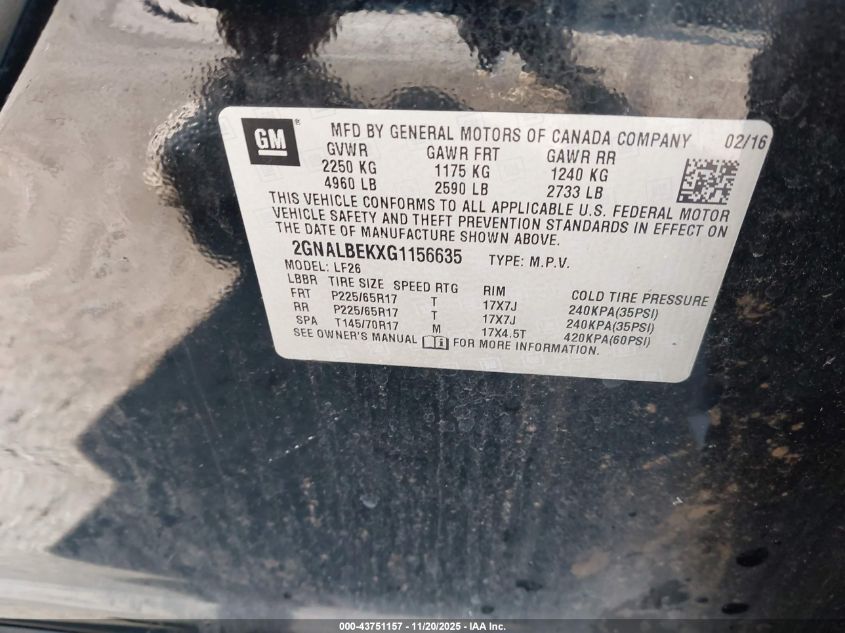 GM ® MFD BY GENERAL MOTORS OF CANADA COMPANY 02/16
GVWR GAWR FRT GAWR RR
2250 KG 1175 KG 1240 KG
4960 LB 2590 LB 2733 LB
THIS VEHICLE CONFORMS TO ALL APPLICABLE U.S. FEDERAL MOTOR
VEHICLE SAFETY AND THEFT PREVENTION STANDARDS IN EFFECT ON
THE DATE OF MANUFACTURE SHOWN ABOVE.
2GNALBEKXG1156635 TYPE: M.P.V.
MODEL: LF26
LBBR TIRE SIZE SPEED RTG RIM COLD TIRE PRESSURE
FRT P225/65R17 T 17X7J 240KPA(35PSI)
RR P225/65R17 T 17X7J 240KPA(35PSI)
SPA T145/70R17 M 17X4.5T 420KPA(60PSI)
SEE OWNER'S MANUAL FOR MORE INFORMATION.
000-43751157 - 11/20/2025 - IAA Inc.